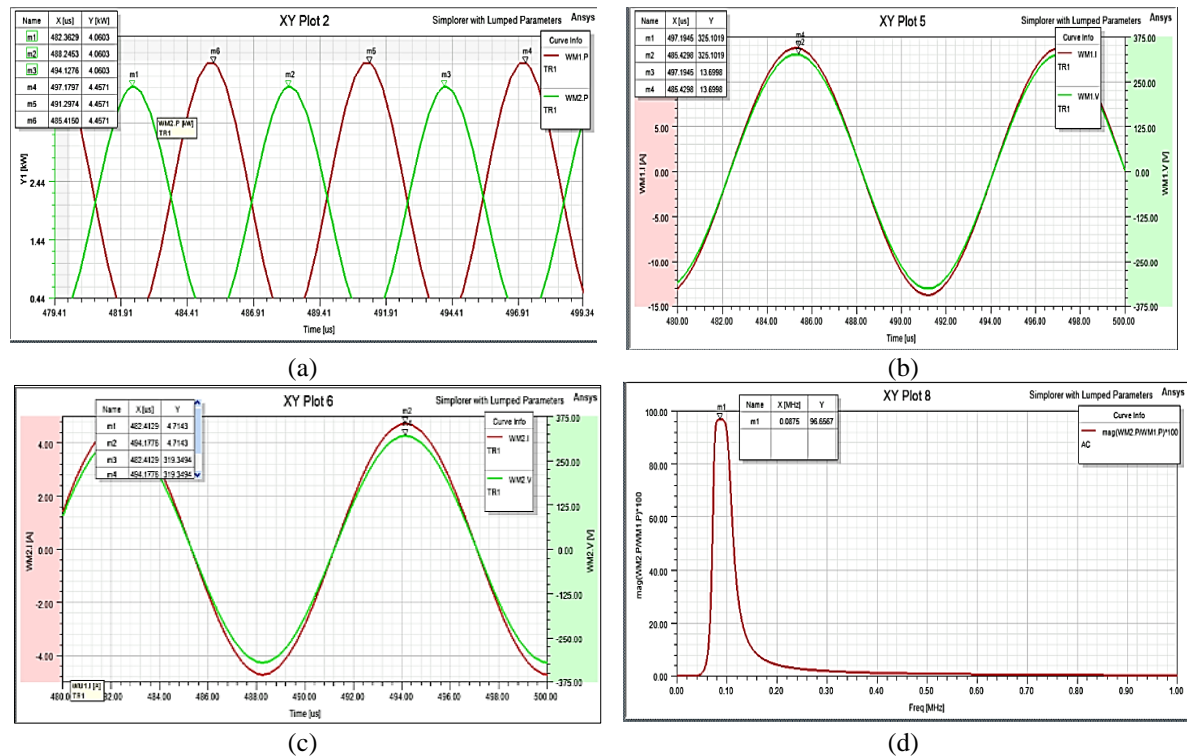 XY Plot 2
Simplorer with Lumped Parameters
Ansys
Name X [us] Y [kW]
m1 482.3629 4.0603
m2 488.2453 4.0603
m3 494.1276 4.0603
m4 497.1797 4.4571
m5 491.2974 4.4571
m6 485.4150 4.4571
Curve Info
WM1.P
TR1
WM2.P
TR1
m1
m6
m2
m5
m3
m4
WM2.P [kW]
TR1
Y1 [kW]
2.44
1.44
0.44
479.41 481.91 484.41 486.91 489.41 491.91 494.41 496.91 499.34
Time [us]
(a)
XY Plot 5
Simplorer with Lumped Parameters
Ansys
Name X [us] Y
m1 497.1945 325.1019
m2 485.4298 325.1019
m3 497.1945 13.6998
m4 485.4298 13.6998
Curve Info
WM1.I
TR1
WM1.V
TR1
m4
m2
WM1.I [A]
5.00
0.00
-5.00
-10.00
-15.00
WM1.V [V]
375.00
250.00
125.00
0.00
-125.00
-250.00
-375.00
480.00 482.00 484.00 486.00 488.00 490.00 492.00 494.00 496.00 498.00 500.00
Time [us]
(b)
XY Plot 6
Simplorer with Lumped Parameters
Ansys
Name X [us] Y
m1 482.4129 4.7143
m2 494.1776 4.7143
m3 482.4129 319.3494
m4 494.1776 319.3494
Curve Info
WM2.I
TR1
WM2.V
TR1
m2
WM2.I [A]
4.00
2.00
0.00
-2.00
-4.00
WM2.V [V]
375.00
250.00
125.00
0.00
-125.00
-250.00
-375.00
WM1.I [A]
TR1
480.00 482.00 484.00 486.00 488.00 490.00 492.00 494.00 496.00 498.00 500.00
Time [us]
(c)
XY Plot 8
Simplorer with Lumped Parameters
Ansys
m1
Name X [MHz] Y
m1 0.0875 96.6567
Curve Info
mag(WM2.P/WM1.P)*100
AC
mag(WM2.P/WM1.P)*100
100.00
80.00
60.00
40.00
20.00
0.00
0.00 0.10 0.20 0.30 0.40 0.50 0.60 0.70 0.80 0.90 1.00
Freq [MHz]
(d)